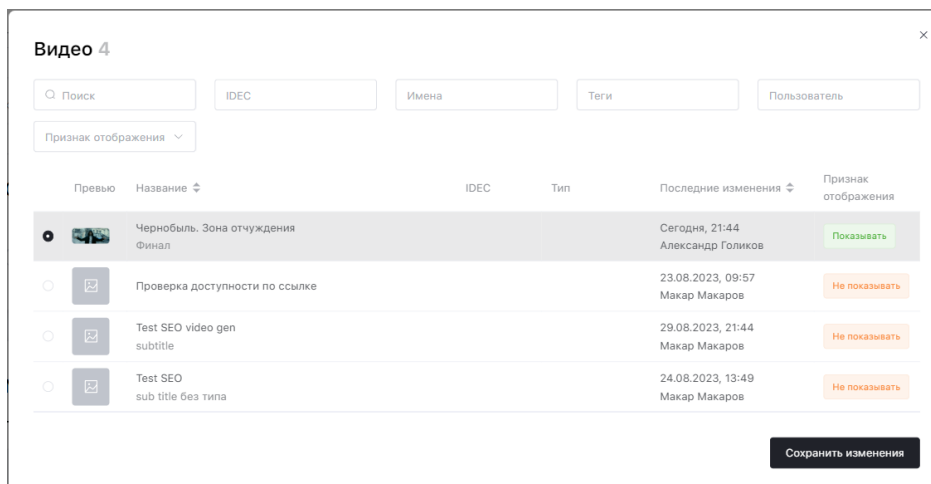 Видео 4
Поиск
IDEC
Имена
Теги
Пользователь
Признак отображения
Превью
Название
IDEC
Тип
Последние изменения
Признак
отображения
Чернобыль. Зона отчуждения
Финал
Сегодня, 21:44
Александр Голиков
Показывать
Проверка доступности по ссылке
23.08.2023, 09:57
Макар Макаров
Не показывать
Test SEO video gen
subtitle
29.08.2023, 21:44
Макар Макаров
Не показывать
Test SEO
sub title без типа
24.08.2023, 13:49
Макар Макаров
Не показывать
Сохранить изменения